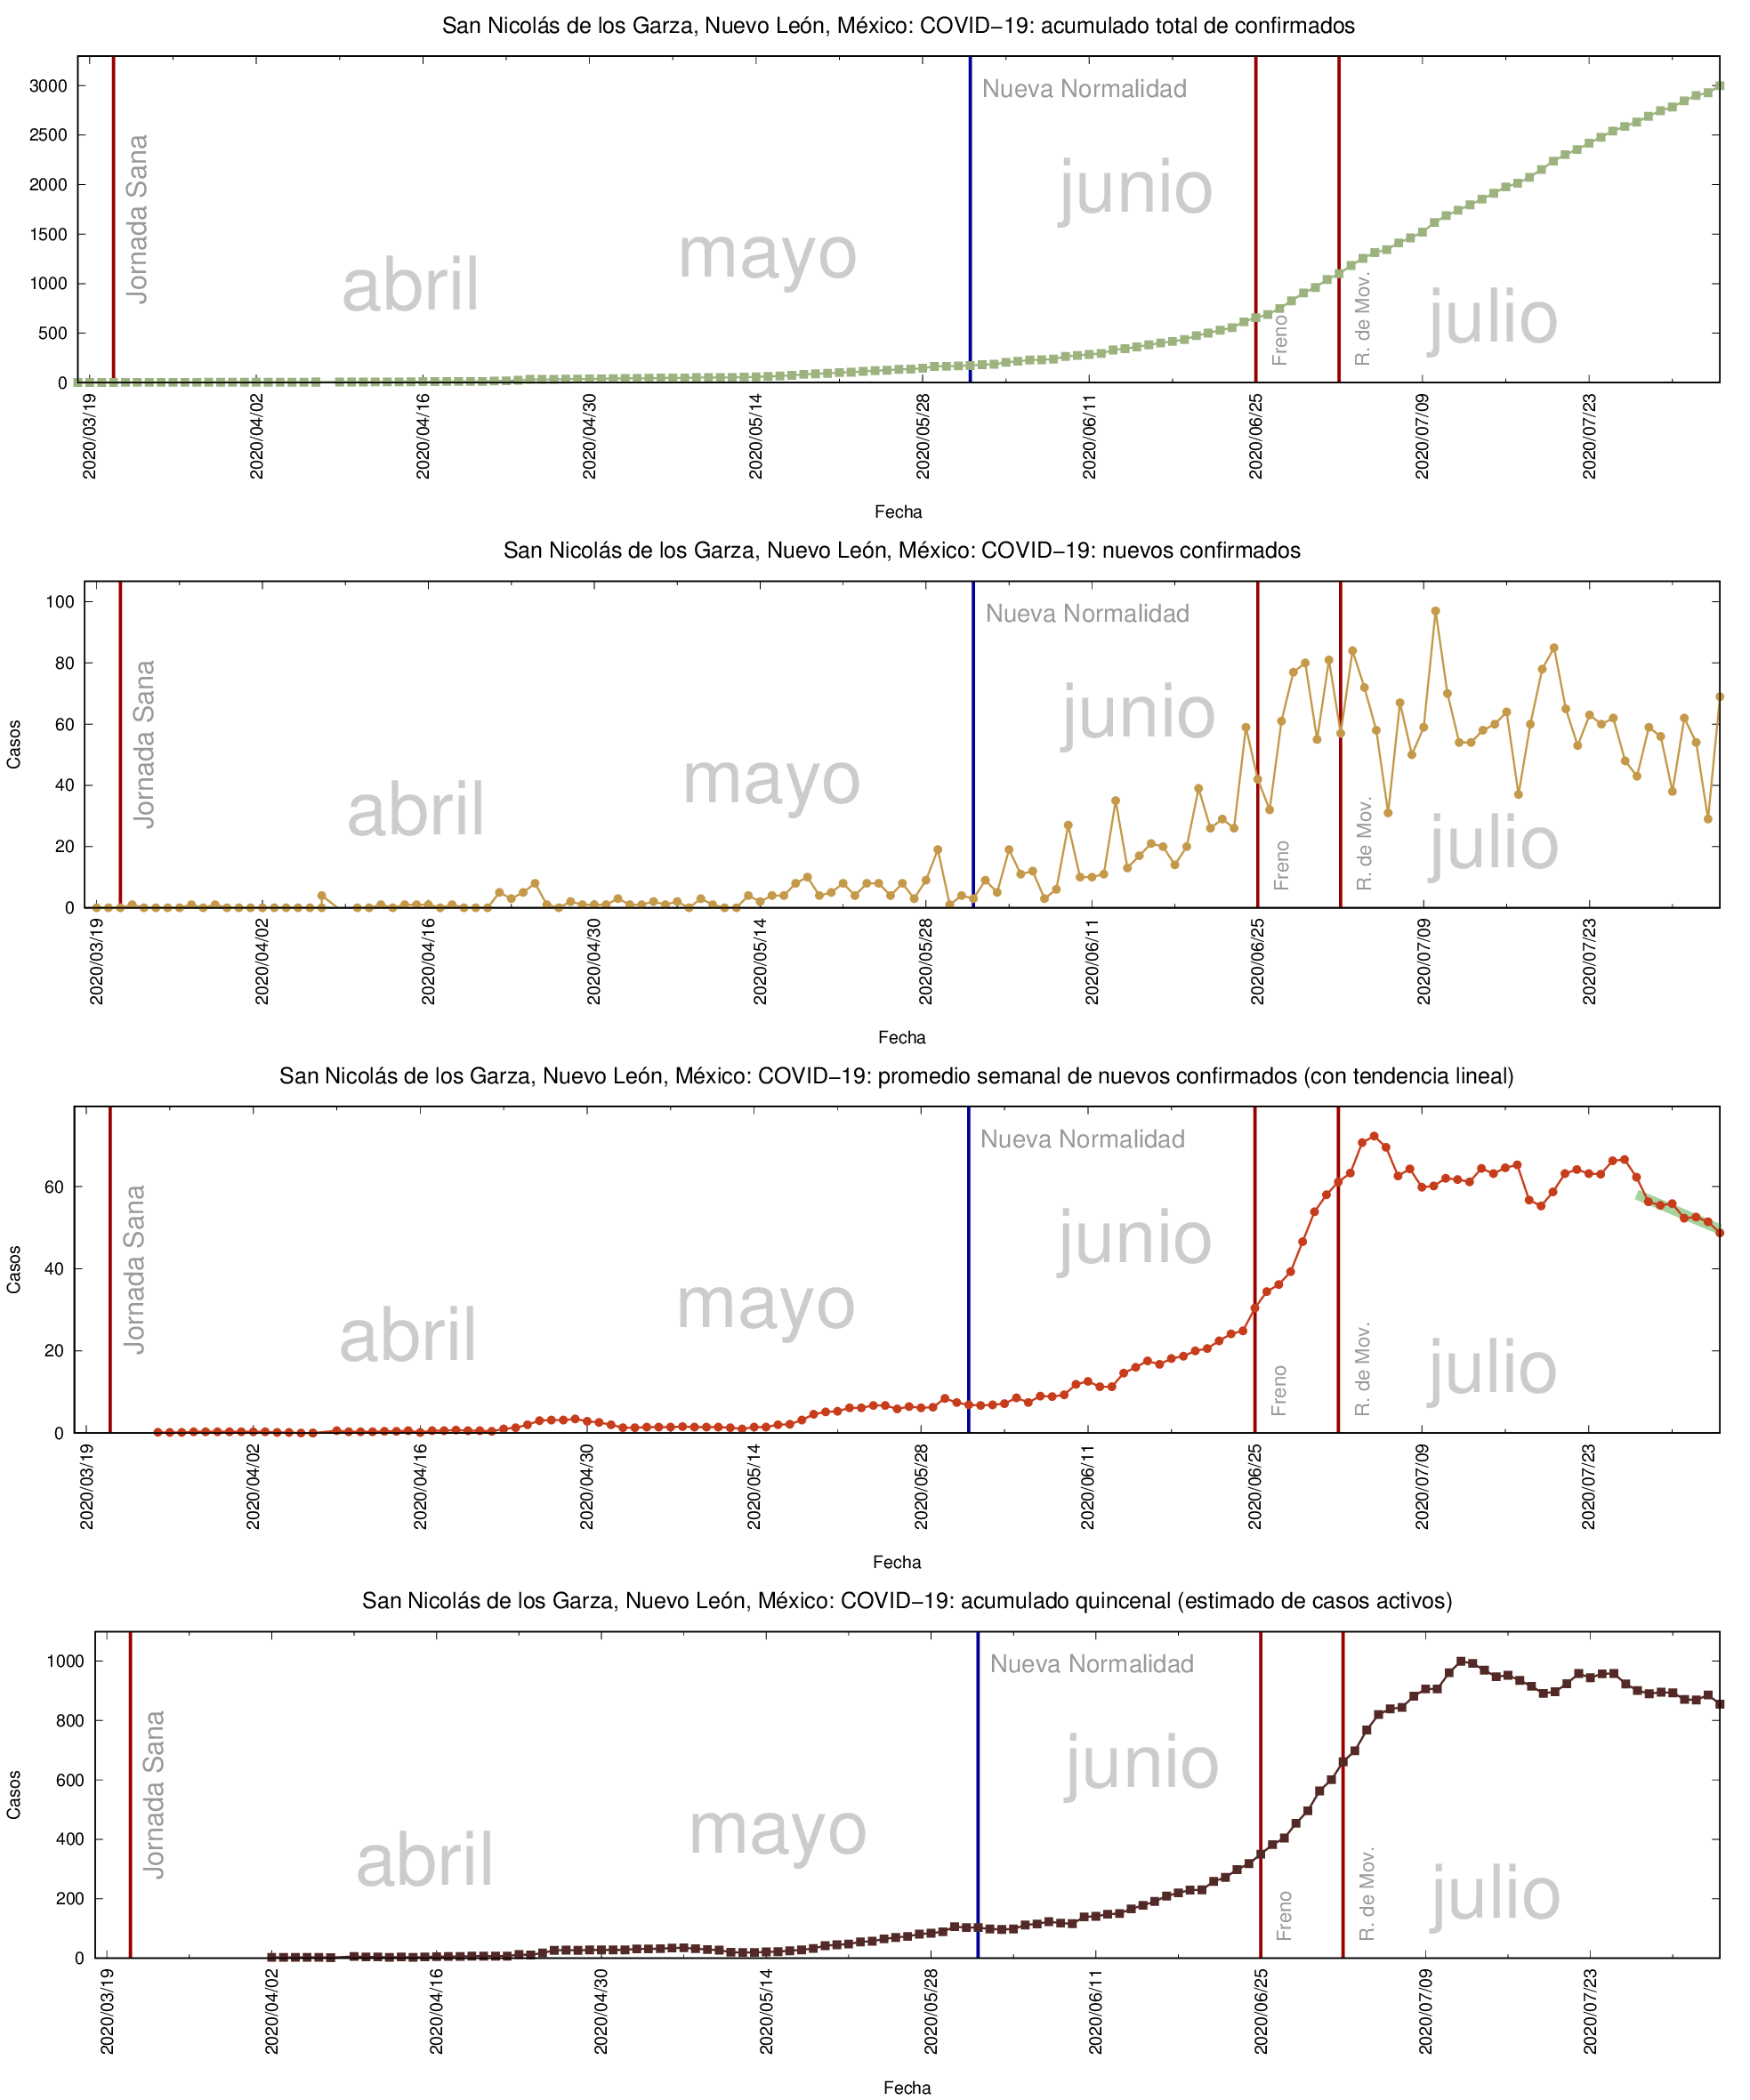 San Nicolás de los Garza, Nuevo León, México: COVID−19: acumulado total de confirmados
3000
2500
2000
1500
1000
500
0
Jornada Sana
abril
mayo
Nueva Normalidad
junio
Freno
R. de Mov.
julio
2020/03/19
2020/04/02
2020/04/16
2020/04/30
2020/05/14
2020/05/28
2020/06/11
2020/06/25
2020/07/09
2020/07/23
Fecha
San Nicolás de los Garza, Nuevo León, México: COVID−19: nuevos confirmados
Casos
100
80
60
40
20
0
Jornada Sana
abril
mayo
Nueva Normalidad
junio
Freno
R. de Mov.
julio
2020/03/19
2020/04/02
2020/04/16
2020/04/30
2020/05/14
2020/05/28
2020/06/11
2020/06/25
2020/07/09
2020/07/23
Fecha
San Nicolás de los Garza, Nuevo León, México: COVID−19: promedio semanal de nuevos confirmados (con tendencia lineal)
Casos
60
40
20
0
Jornada Sana
abril
mayo
Nueva Normalidad
junio
Freno
R. de Mov.
julio
2020/03/19
2020/04/02
2020/04/16
2020/04/30
2020/05/14
2020/05/28
2020/06/11
2020/06/25
2020/07/09
2020/07/23
Fecha
San Nicolás de los Garza, Nuevo León, México: COVID−19: acumulado quincenal (estimado de casos activos)
Casos
1000
800
600
400
200
0
Jornada Sana
abril
mayo
Nueva Normalidad
junio
Freno
R. de Mov.
julio
2020/03/19
2020/04/02
2020/04/16
2020/04/30
2020/05/14
2020/05/28
2020/06/11
2020/06/25
2020/07/09
2020/07/23
Fecha